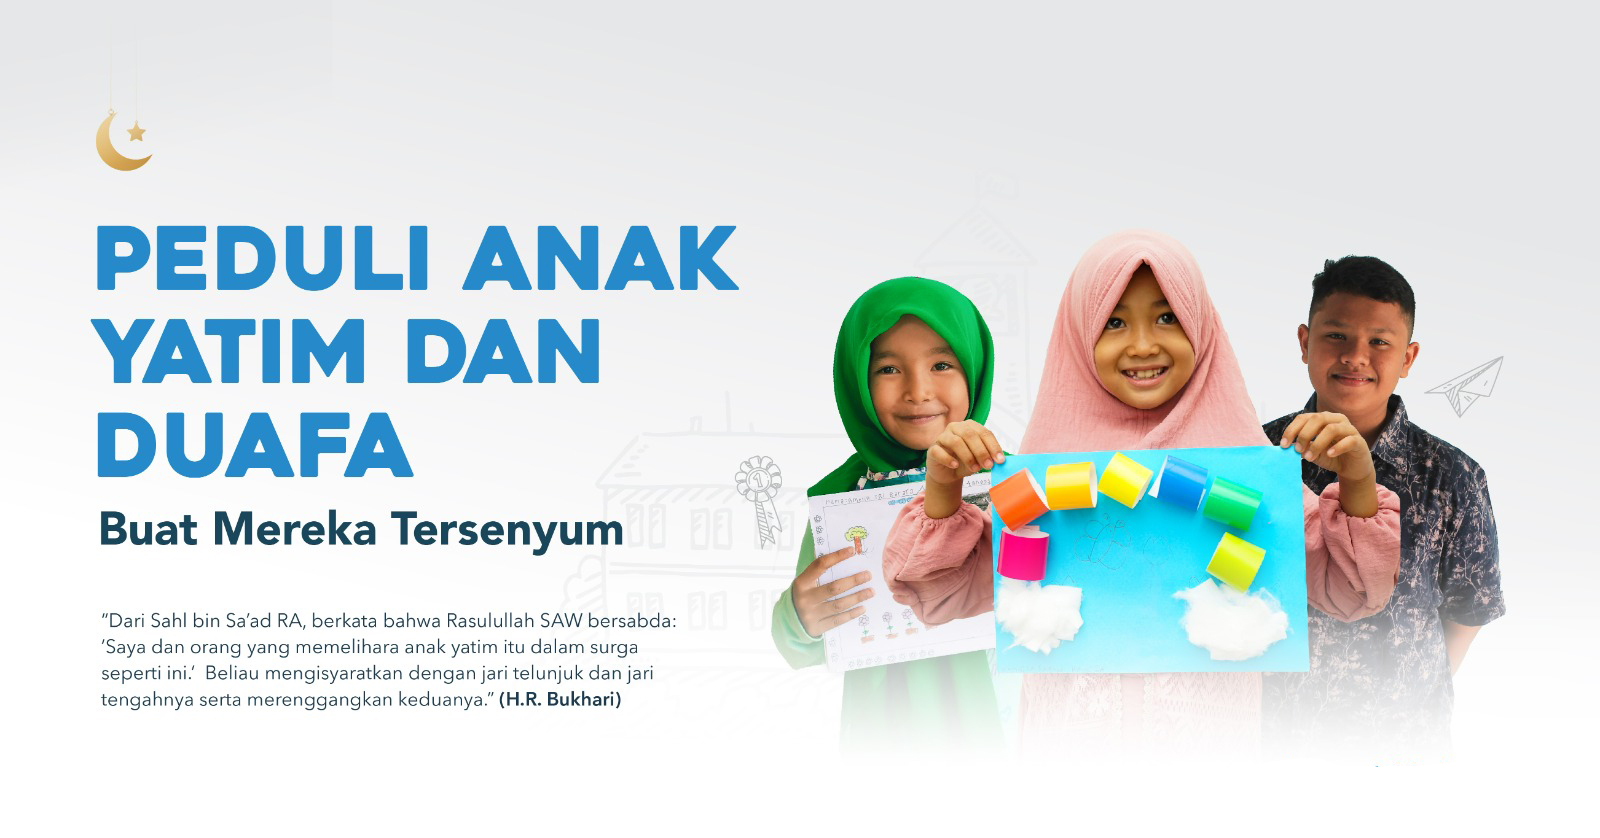 PEDULI ANAK
YATIM DAN
DUAFA
Buat Mereka Tersenyum
“Dari Sahl bin Sa’ad RA, berkata bahwa Rasulullah SAW bersabda:
‘Saya dan orang yang memelihara anak yatim itu dalam surga
seperti ini.’ Beliau mengisyaratkan dengan jari telunjuk dan jari
tengahnya serta merenggangkan keduanya.” (H.R. Bukhari)
1